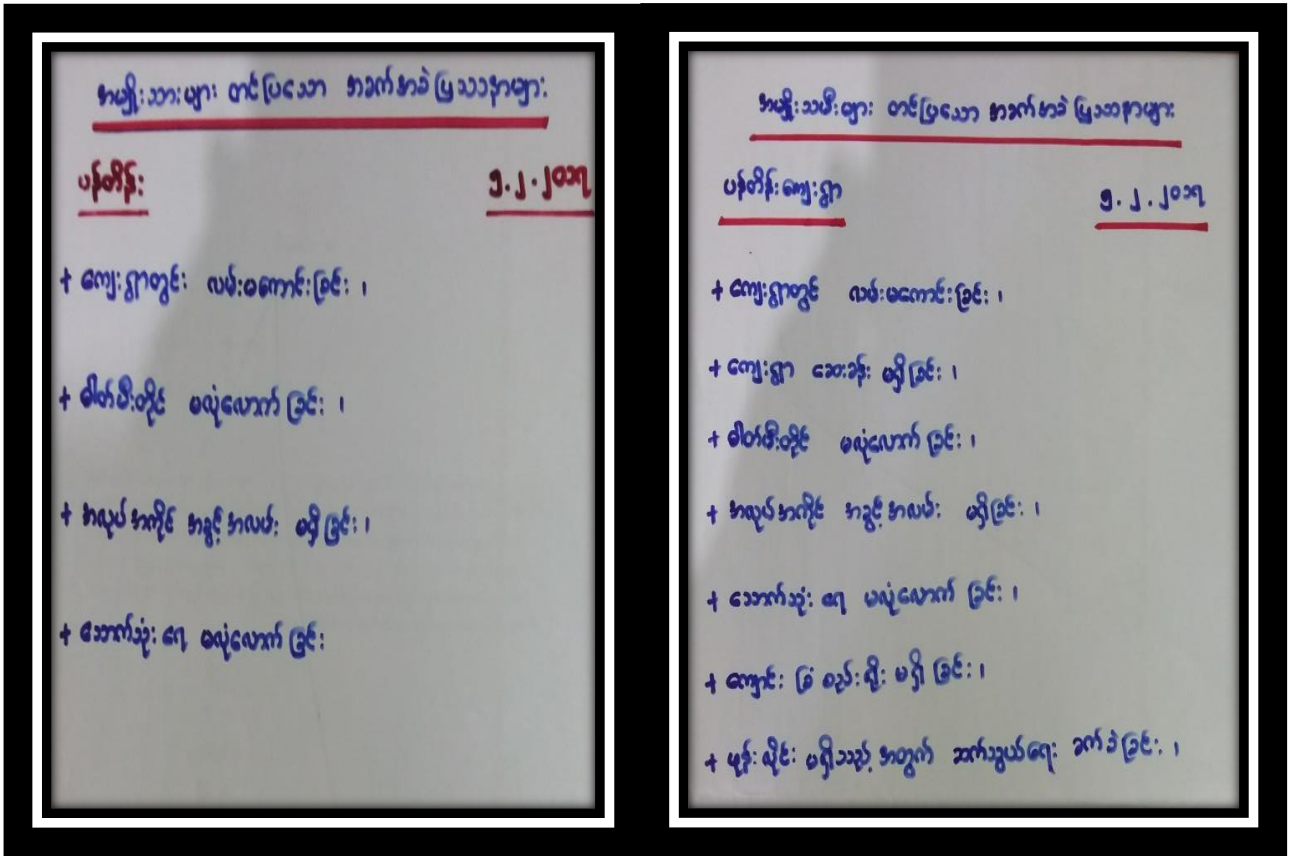 အမျိုးသားများ တင်ပြသော အခက်အခဲ ပြဿနာများ
ပန်တိန်း
၅.၂.၂၀၁၇
+ ကျေးရွာတွင်း လမ်းမကောင်းခြင်း ၊
+ ဓါတ်မီးတိုင် မလုံလောက်ခြင်း ၊
+ အလုပ်အကိုင် အခွင့်အလမ်း မရှိခြင်း ၊
+ သောက်သုံးရေ မလုံလောက်ခြင်း
အမျိုးသမီးများ တင်ပြသော အခက်အခဲ ပြဿနာများ
ပန်တိန်းကျေးရွာ
၅.၂.၂၀၁၇
+ ကျေးရွာတွင် လမ်းမကောင်းခြင်း ၊
+ ကျေးရွာ ဆေးခန်း မရှိခြင်း ၊
+ ဓါတ်မီးတိုင် မလုံလောက်ခြင်း ၊
+ အလုပ်အကိုင် အခွင့်အလမ်း မရှိခြင်း ၊
+ သောက်သုံးရေ မလုံလောက်ခြင်း ၊
+ ကျောင်း ခြံစည်းရိုး မရှိခြင်း ၊
+ ဖုန်းလိုင်း မရှိသည့်အတွက် ဆက်သွယ်ရေး ခက်ခဲခြင်း ၊